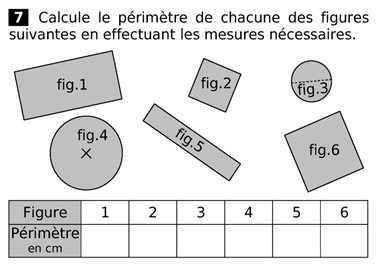 7 Calcule le périmètre de chacune des figures
suivantes en effectuant les mesures nécessaires.
fig.1
fig.2
fig.3
fig.4
fig.5
fig.6
Figure 1 2 3 4 5 6
Périmètre
en cm